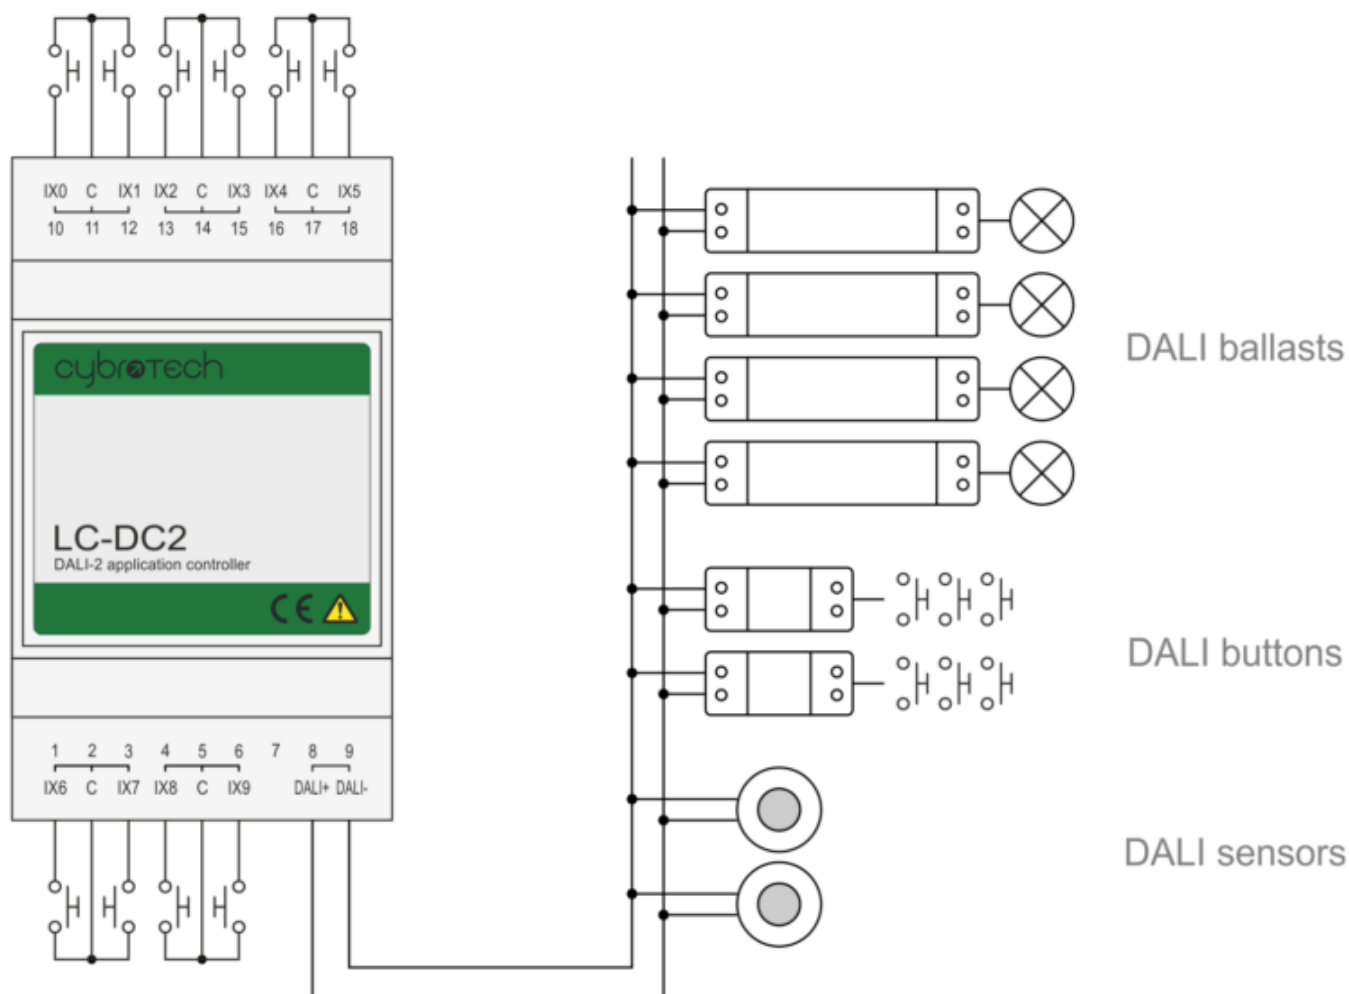 IX0 C IX1 IX2 C IX3 IX4 C IX5
10 11 12 13 14 15 16 17 18
cybrotech
LC-DC2
DALI-2 application controller
CE
1 2 3 4 5 6 7 8 9
IX6 C IX7 IX8 C IX9 DALI+ DALI-
DALI ballasts
DALI buttons
DALI sensors